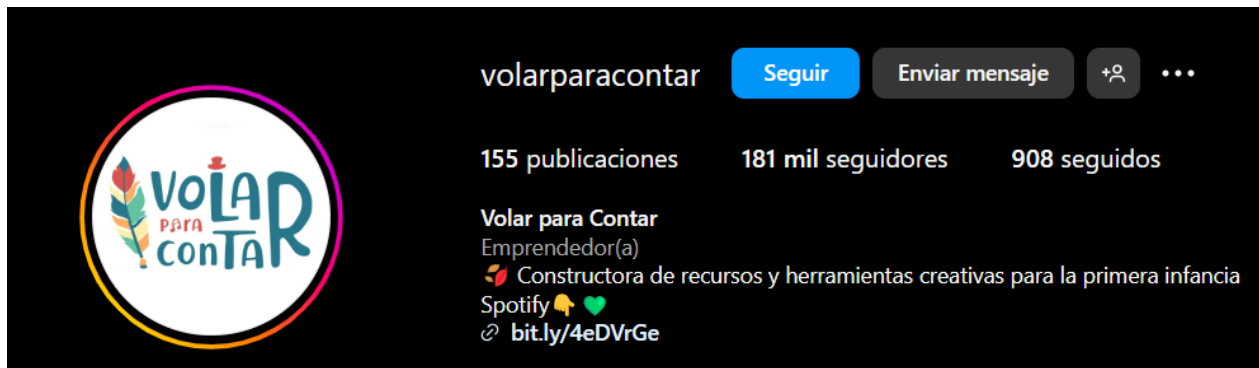 VOLAR
PARA
CONTAR
volarparacontar
Seguir
Enviar mensaje
155 publicaciones
181 mil seguidores
908 seguidos
Volar para Contar
Emprendedor(a)
🍂 Constructora de recursos y herramientas creativas para la primera infancia
Spotify👇 💚
bit.ly/4eDVrGe